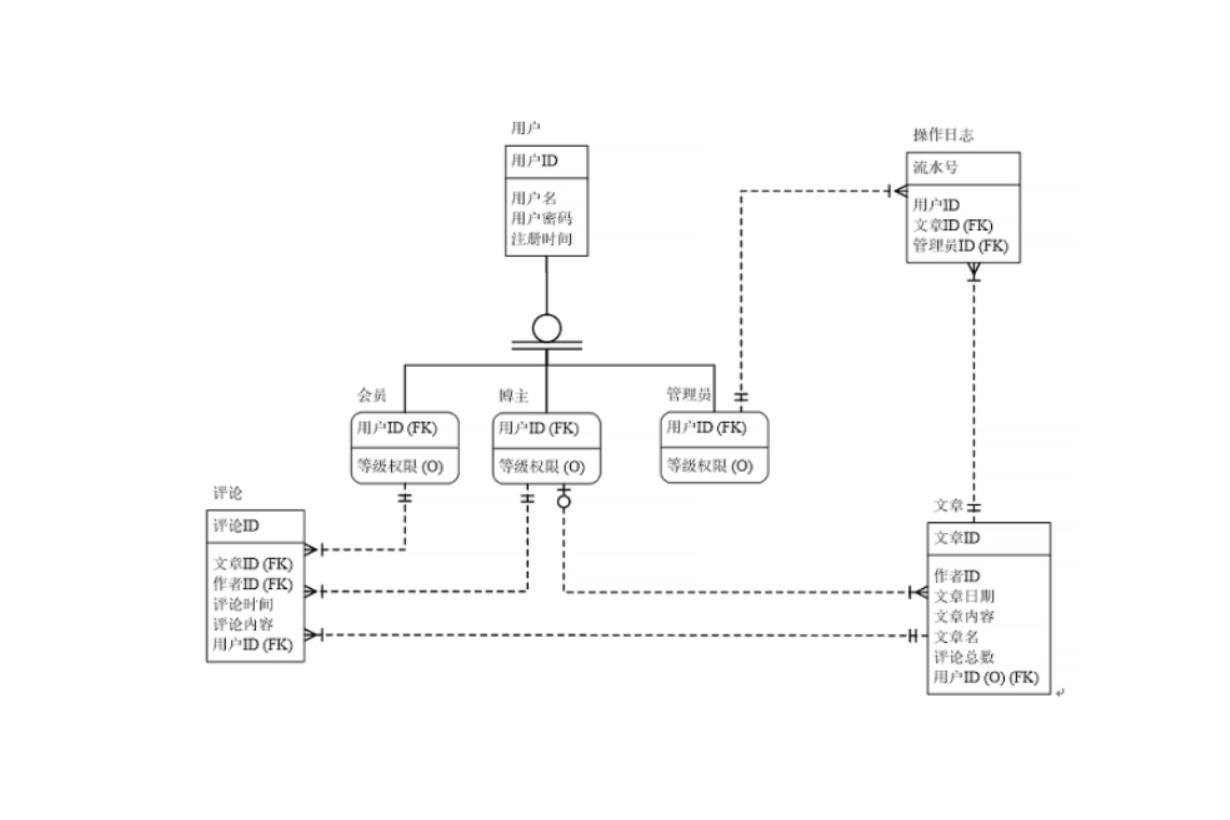 用户
用户ID
用户名
用户密码
注册时间
操作日志
流水号
用户ID
文章ID (FK)
管理员ID (FK)
会员
用户ID (FK)
等级权限 (O)
博主
用户ID (FK)
等级权限 (O)
管理员
用户ID (FK)
等级权限 (O)
评论
评论ID
文章ID (FK)
作者ID (FK)
评论时间
评论内容
用户ID (FK)
文章
文章ID
作者ID
文章日期
文章内容
文章名
评论总数
用户ID (O) (FK)